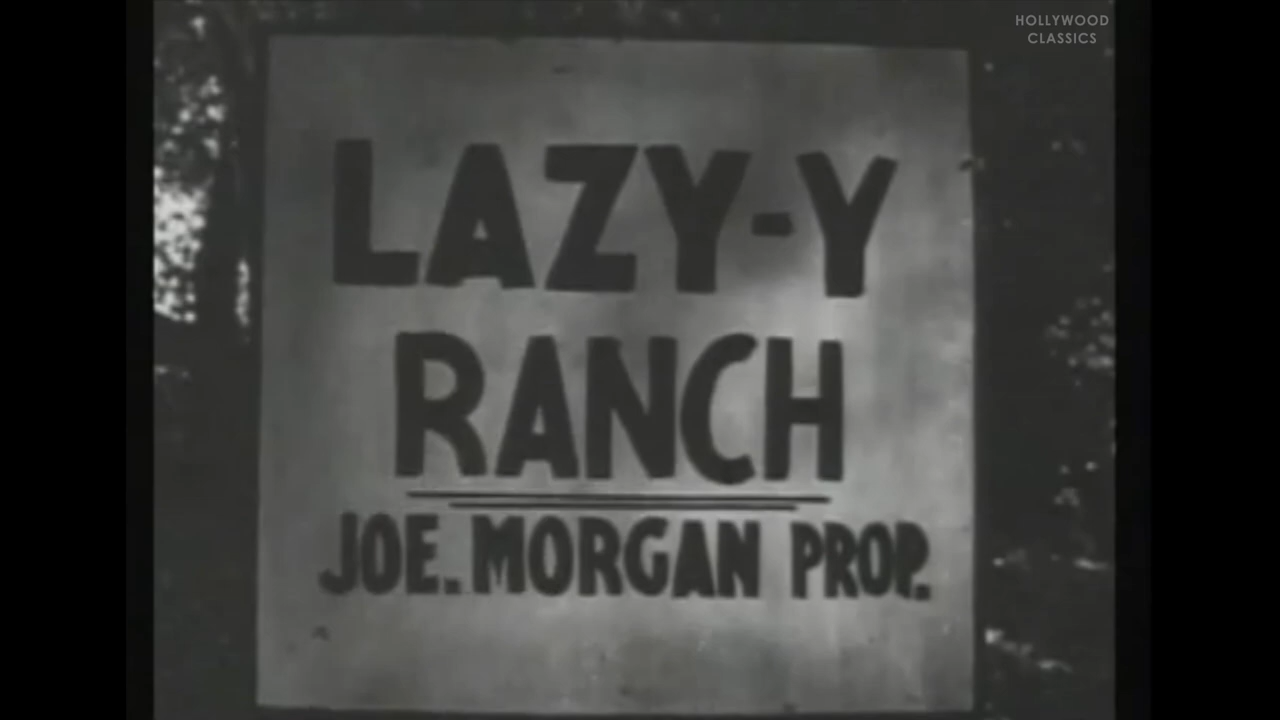 HOLLYWOOD
CLASSICS
LAZY-Y
RANCH
JOE. MORGAN PROP.